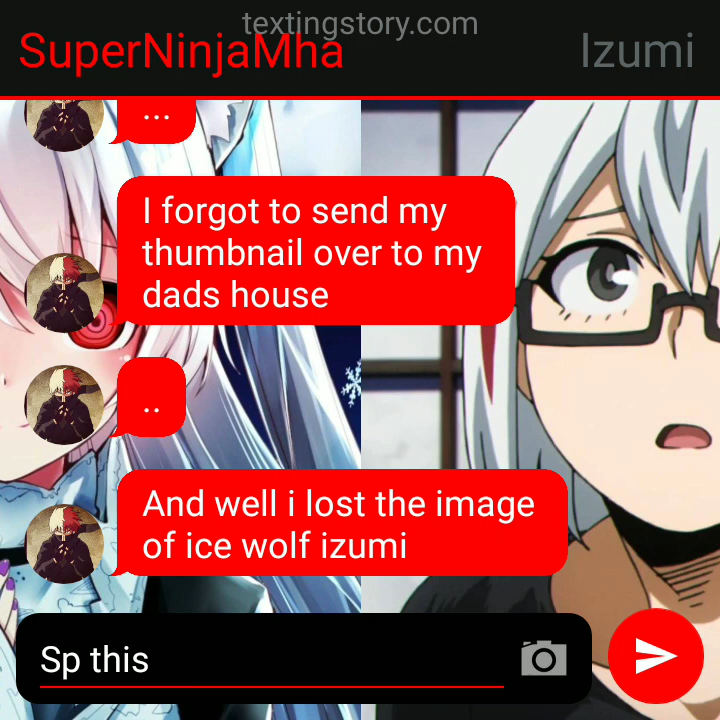 textingstory.com
SuperNinjaMha
Izumi
...
I forgot to send my
thumbnail over to my
dads house
..
And well i lost the image
of ice wolf izumi
Sp this